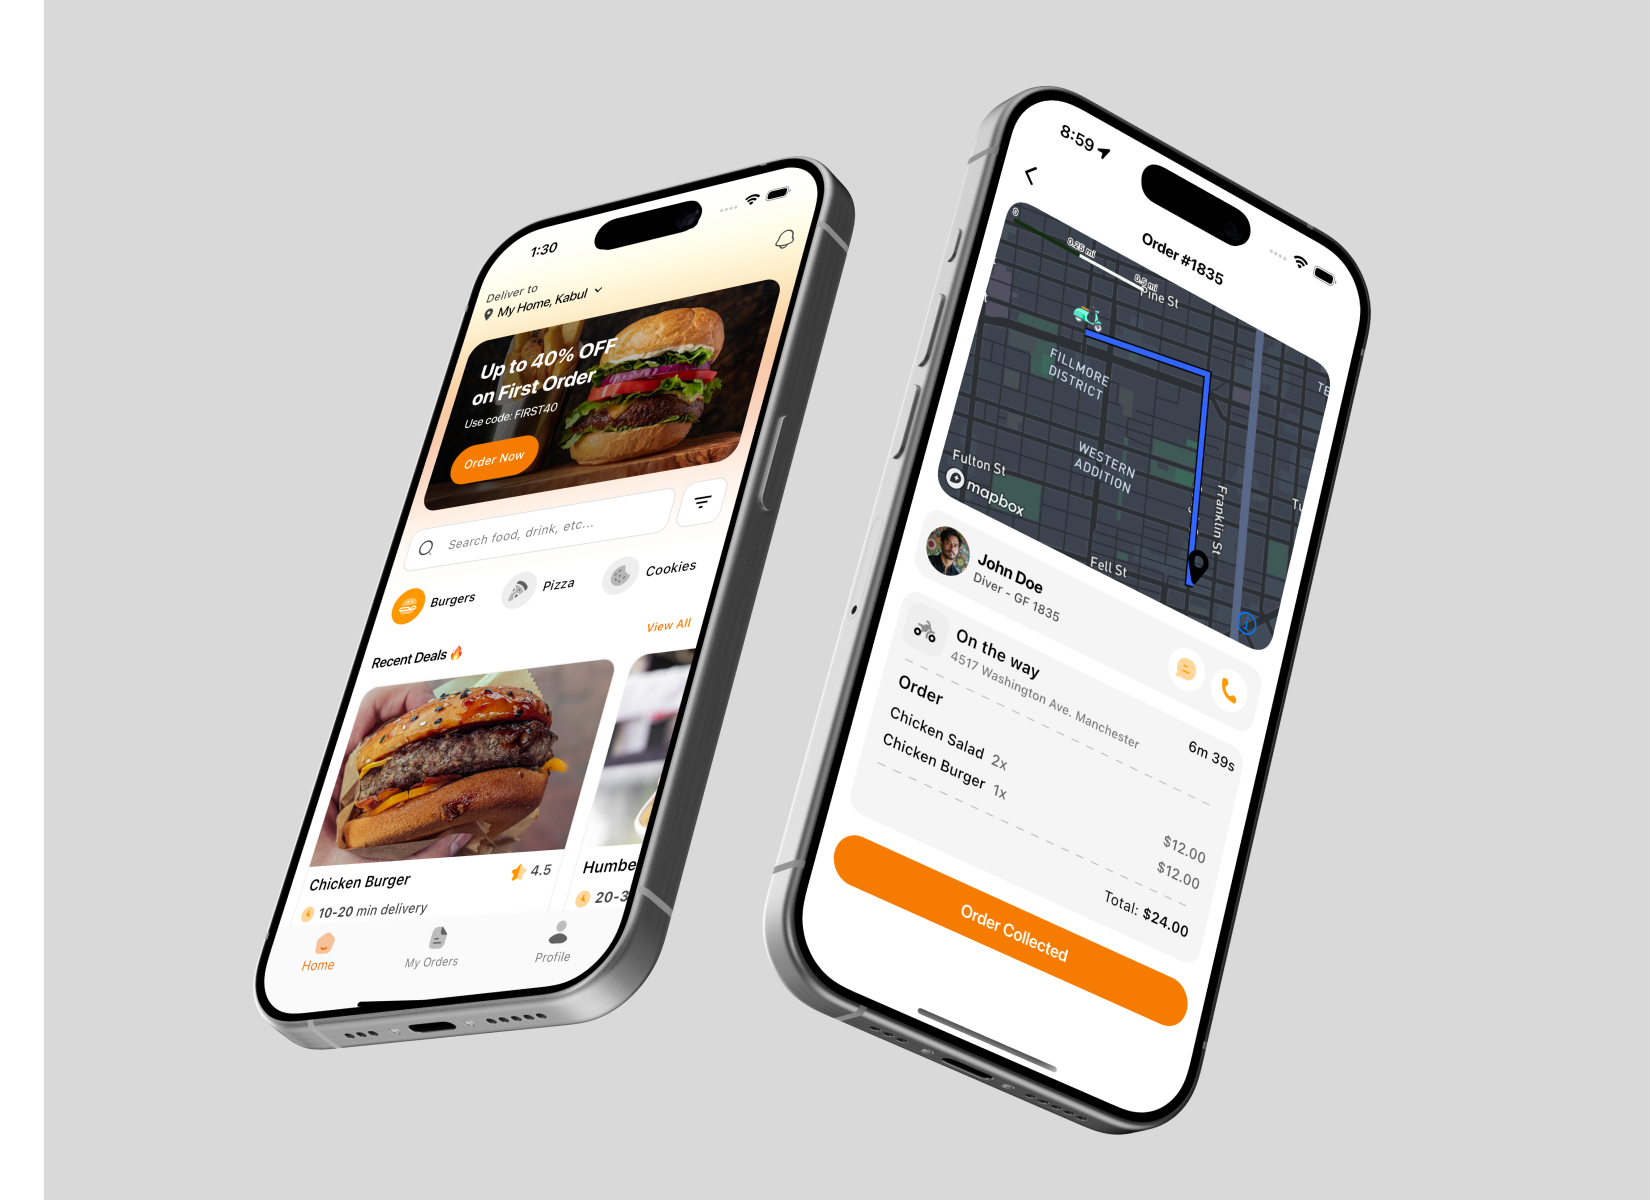 1:30
Deliver to
My Home, Kabul
Up to 40% OFF
on First Order
Use code: FIRST40
Order Now
Search food, drink, etc...
Burgers
Pizza
Cookies
View All
Recent Deals
Chicken Burger
4.5
10-20 min delivery
Humbe
20-3
Home
My Orders
Profile
8:59
Order #1835
0
0.25 mi
0.5 mi
Pine St
FILLMORE
DISTRICT
WESTERN
ADDITION
Fulton St
mapbox
Franklin St
Fell St
John Doe
Diver - GF 1835
On the way
4517 Washington Ave. Manchester
6m 39s
Order
Chicken Salad 2x
$12.00
Chicken Burger 1x
$12.00
Total: $24.00
Order Collected